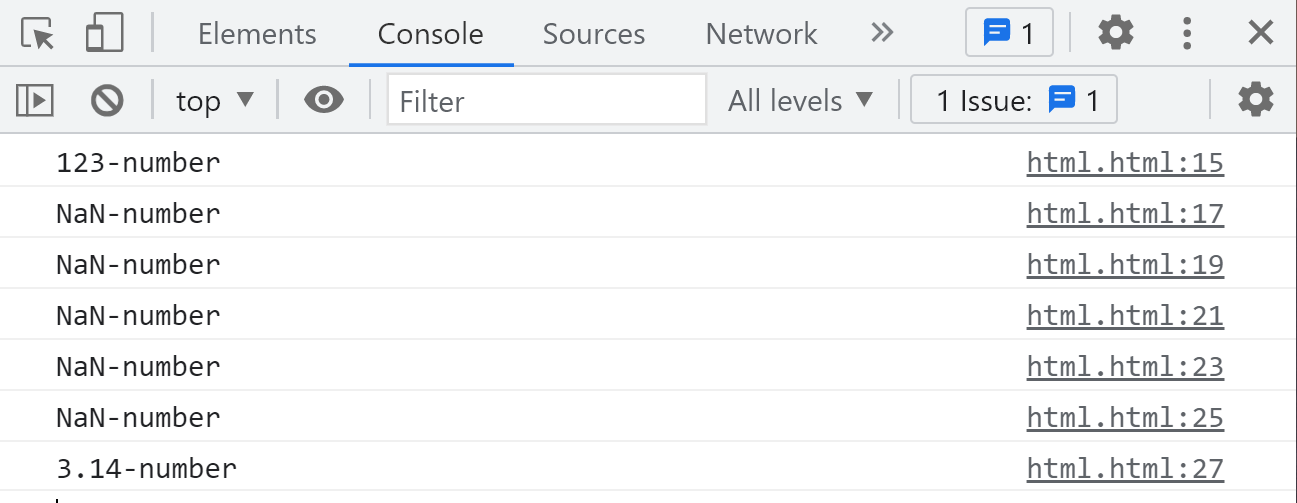 Elements Console Sources Network 1
top Filter All levels 1 Issue: 1
123-number html.html:15
NaN-number html.html:17
NaN-number html.html:19
NaN-number html.html:21
NaN-number html.html:23
NaN-number html.html:25
3.14-number html.html:27